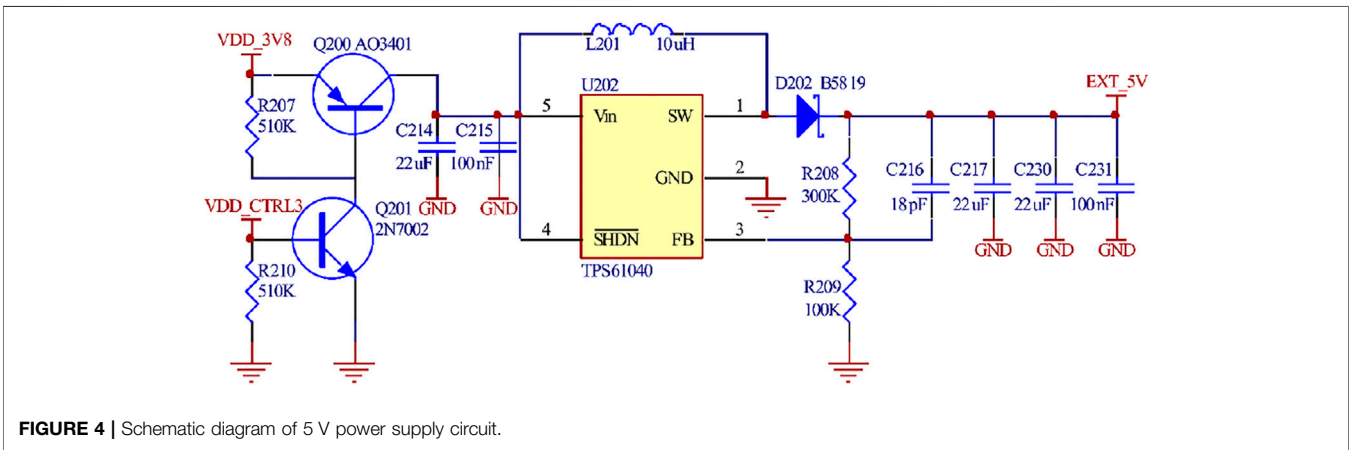 VDD_3V8
Q200 AO3401
R207
510K
VDD_CTRL3
Q201
2N7002
R210
510K
C214
22uF
GND
C215
100nF
GND
L201 10uH
U202
5 Vin
SW 1
GND 2
4 SHDN
FB 3
TPS61040
D202 B5819
EXT_5V
R208
300K
R209
100K
C216
18pF
C217
22uF
GND
C230
22uF
GND
C231
100nF
GND
FIGURE 4 | Schematic diagram of 5 V power supply circuit.